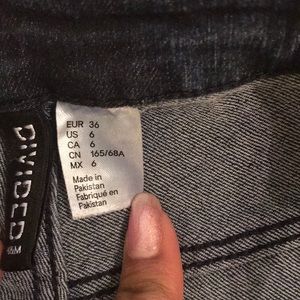 DIVIDED
H&M
EUR 36
US 6
CA 6
CN 165/68A
MX 6
Made in
Pakistan
Fabriqué en
Pakistan